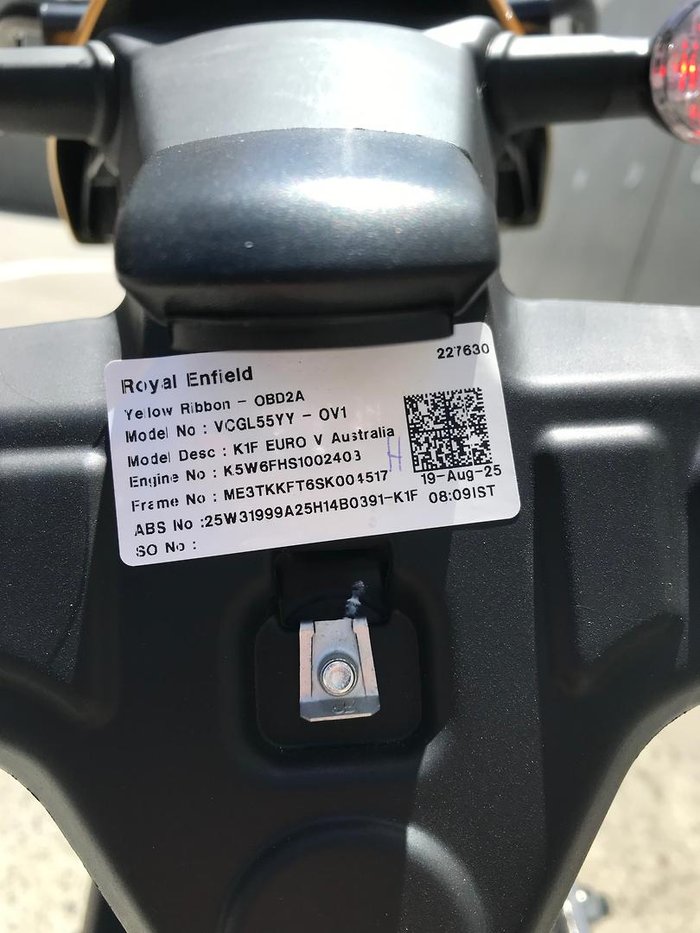 227630
Royal Enfield
Yellow Ribbon - OBD2A
Model No : VCGL55YY - OV1
Model Desc : K1F EURO V Australia
Engine No : K5W6FHS1002403
H
Frame No : ME3TKKFT6SK004517
19-Aug-25
ABS No :25W31999A25H14B0391-K1F
08:09IST
SO No :